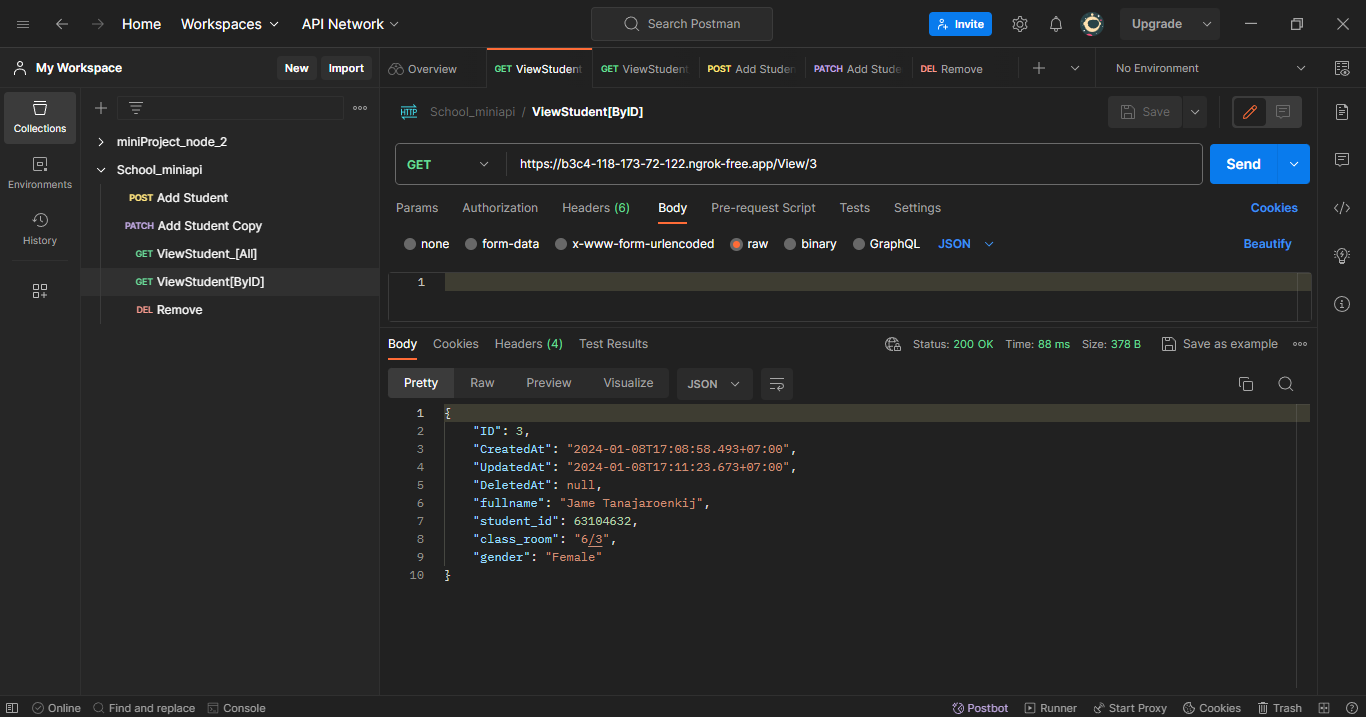 Home Workspaces API Network Search Postman Invite Upgrade
My Workspace New Import Overview GET ViewStudent GET ViewStudent POST Add Studen PATCH Add Stude DEL Remove No Environment
Collections
Environments
History
miniProject_node_2
School_miniapi
POST Add Student
PATCH Add Student Copy
GET ViewStudent_[All]
GET ViewStudent[ByID]
DEL Remove
HTTP School_miniapi / ViewStudent[ByID] Save
GET https://b3c4-118-173-72-122.ngrok-free.app/View/3 Send
Params Authorization Headers (6) Body Pre-request Script Tests Settings Cookies
none form-data x-www-form-urlencoded raw binary GraphQL JSON Beautify
1
Body Cookies Headers (4) Test Results Status: 200 OK Time: 88 ms Size: 378 B Save as example
Pretty Raw Preview Visualize JSON
1 {
2 "ID": 3,
3 "CreatedAt": "2024-01-08T17:08:58.493+07:00",
4 "UpdatedAt": "2024-01-08T17:11:23.673+07:00",
5 "DeletedAt": null,
6 "fullname": "Jame Tanajaroenkij",
7 "student_id": 63104632,
8 "class_room": "6/3",
9 "gender": "Female"
10 }
Online Find and replace Console Postbot Runner Start Proxy Cookies Trash